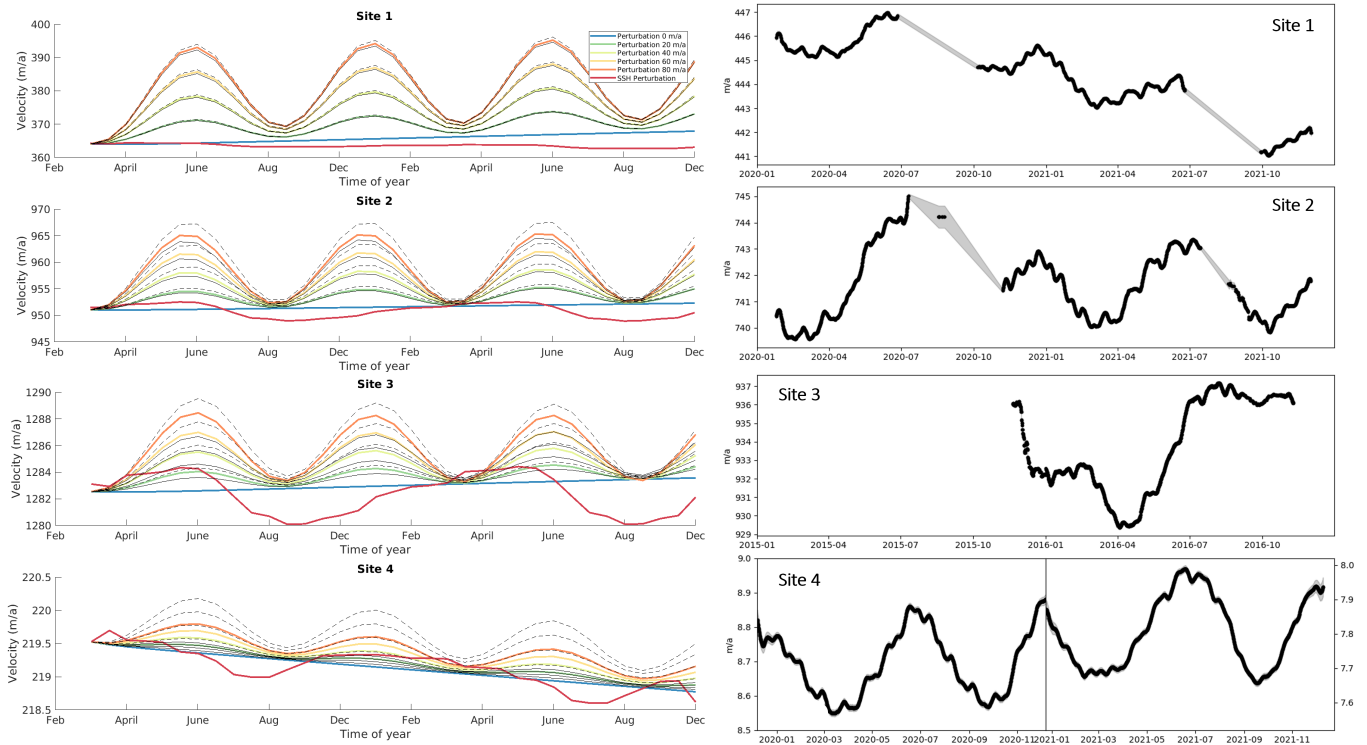 Site 1
400
390
380
370
360
Velocity (m/a)
Perturbation 0 m/a
Perturbation 20 m/a
Perturbation 40 m/a
Perturbation 60 m/a
Perturbation 80 m/a
SSH Perturbation
Feb April June Aug Dec Feb April June Aug Dec
Time of year
Site 2
970
965
960
955
950
945
Velocity (m/a)
Feb April June Aug Dec Feb April June Aug Dec
Time of year
Site 3
1290
1288
1286
1284
1282
1280
Velocity (m/a)
Feb April June Aug Dec Feb April June Aug Dec
Time of year
Site 4
220.5
220
219.5
219
218.5
Velocity (m/a)
Feb April June Aug Dec Feb April June Aug Dec
Time of year
Site 1
447
446
445
444
443
442
441
m/a
2020-01 2020-04 2020-07 2020-10 2021-01 2021-04 2021-07 2021-10
Site 2
745
744
743
742
741
740
m/a
2020-01 2020-04 2020-07 2020-10 2021-01 2021-04 2021-07 2021-10
Site 3
937
936
935
934
933
932
931
930
929
m/a
2015-01 2015-04 2015-07 2015-10 2016-01 2016-04 2016-07 2016-10
Site 4
9.0
8.9
8.8
8.7
8.6
8.5
m/a
8.0
7.9
7.8
7.7
7.6
2020-01 2020-03 2020-05 2020-07 2020-09 2020-11 2021-01 2021-03 2021-05 2021-07 2021-09 2021-11